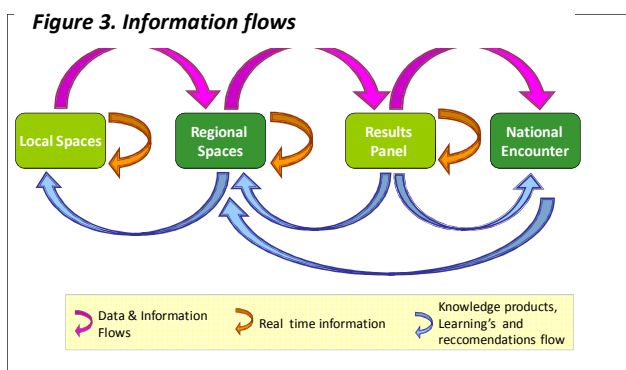 Figure 3. Information flows
Local Spaces
Regional
Spaces
Results
Panel
National
Encounter
Data & Information
Flows
Real time information
Knowledge products,
Learning's and
reccomendations flow